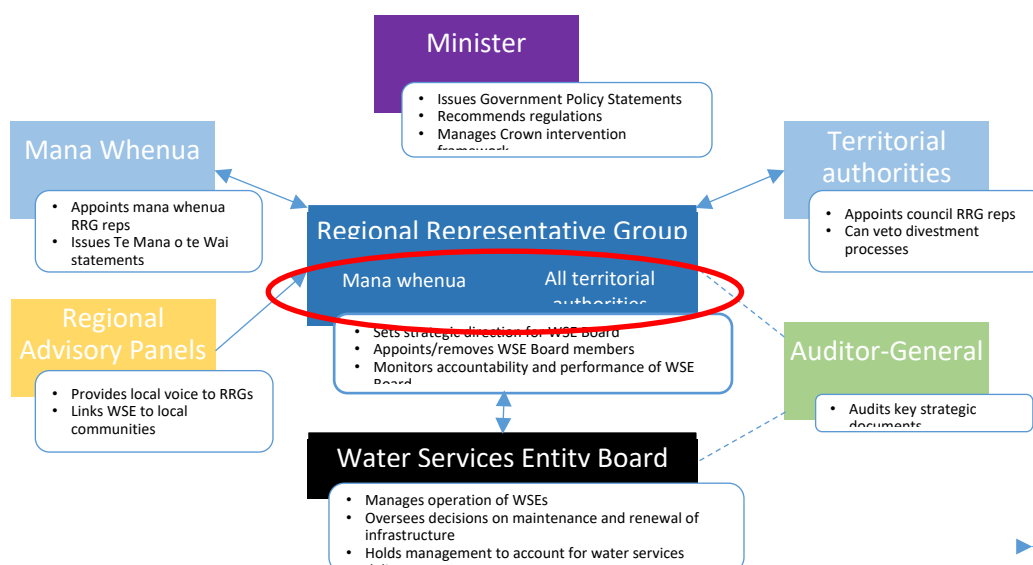 Minister
• Issues Government Policy Statements
• Recommends regulations
• Manages Crown intervention
framework
Mana Whenua
• Appoints mana whenua
RRG reps
• Issues Te Mana o te Wai
statements
Territorial
authorities
• Appoints council RRG reps
• Can veto divestment
processes
Regional Representative Group
Mana whenua
All territorial
authorities
• Sets strategic direction for WSE Board
• Appoints/removes WSE Board members
• Monitors accountability and performance of WSE
Board
Regional
Advisory Panels
• Provides local voice to RRGs
• Links WSE to local
communities
Auditor-General
• Audits key strategic
documents
Water Services Entity Board
• Manages operation of WSEs
• Oversees decisions on maintenance and renewal of
infrastructure
• Holds management to account for water services